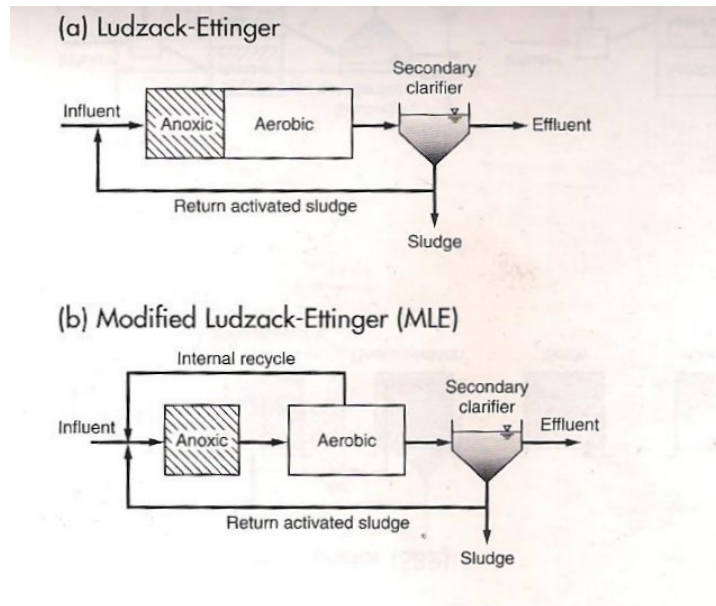 (a) Ludzack-Ettinger
Secondary
clarifier
Influent
Anoxic
Aerobic
Effluent
Return activated sludge
Sludge
(b) Modified Ludzack-Ettinger (MLE)
Internal recycle
Secondary
clarifier
Influent
Effluent
Anoxic
Aerobic
Return activated sludge
Sludge